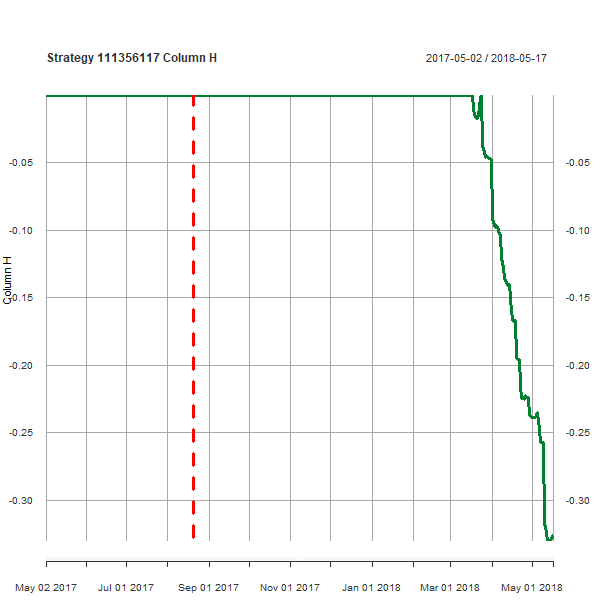 Strategy 111356117 Column H
2017-05-02 / 2018-05-17
-0.05 -0.05
-0.10 -0.10
Column H
-0.15 -0.15
-0.20 -0.20
-0.25 -0.25
-0.30 -0.30
May 02 2017 Jul 01 2017 Sep 01 2017 Nov 01 2017 Jan 01 2018 Mar 01 2018 May 01 2018